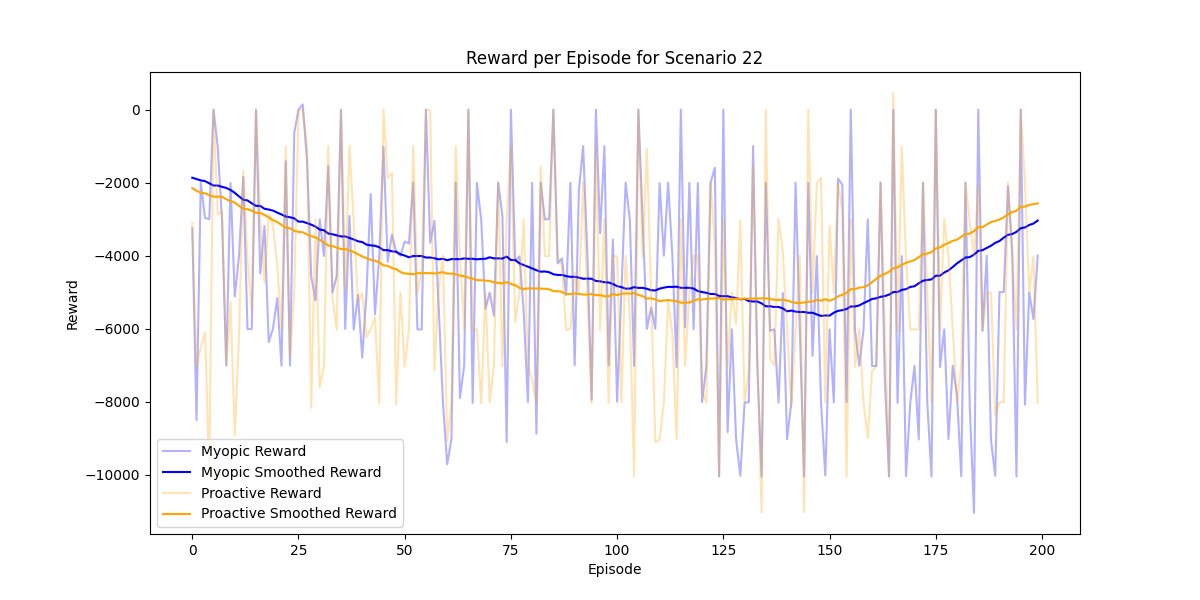 Reward per Episode for Scenario 22
Reward
0
−2000
−4000
−6000
−8000
−10000
Myopic Reward
Myopic Smoothed Reward
Proactive Reward
Proactive Smoothed Reward
0 25 50 75 100 125 150 175 200
Episode